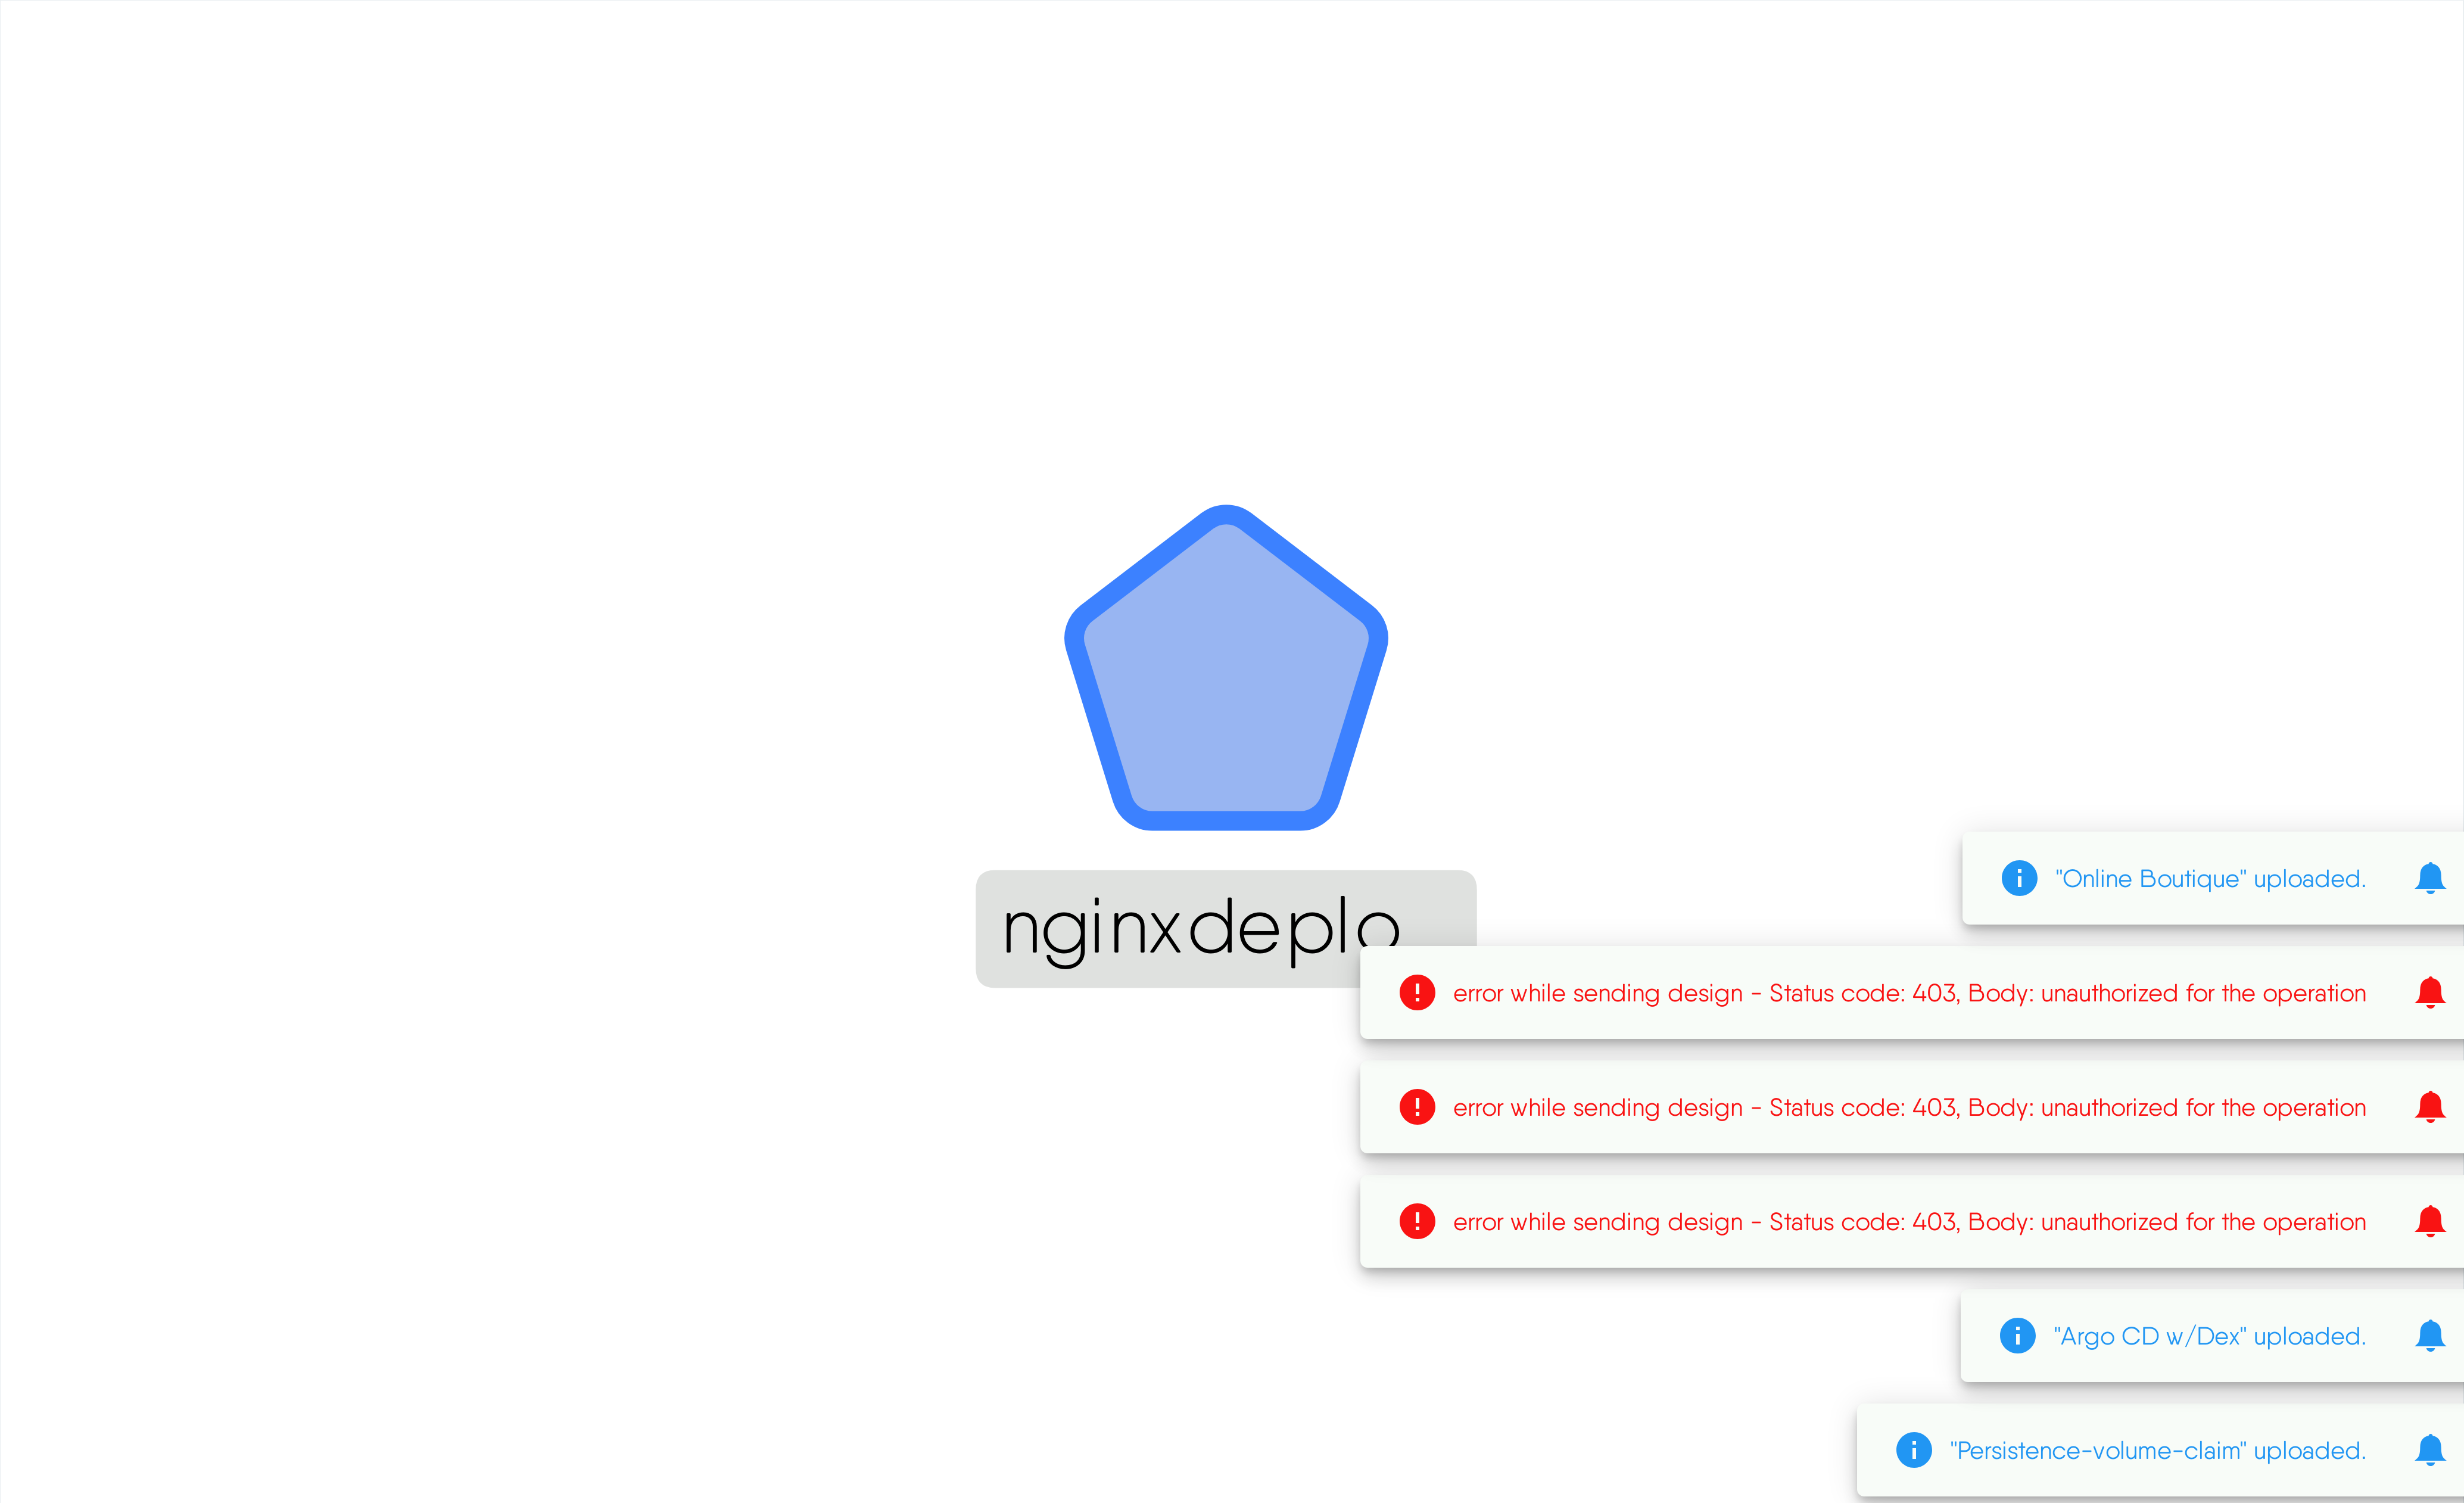 nginxdeplo
"Online Boutique" uploaded.
error while sending design - Status code: 403, Body: unauthorized for the operation
error while sending design - Status code: 403, Body: unauthorized for the operation
error while sending design - Status code: 403, Body: unauthorized for the operation
"Argo CD w/Dex" uploaded.
"Persistence-volume-claim" uploaded.